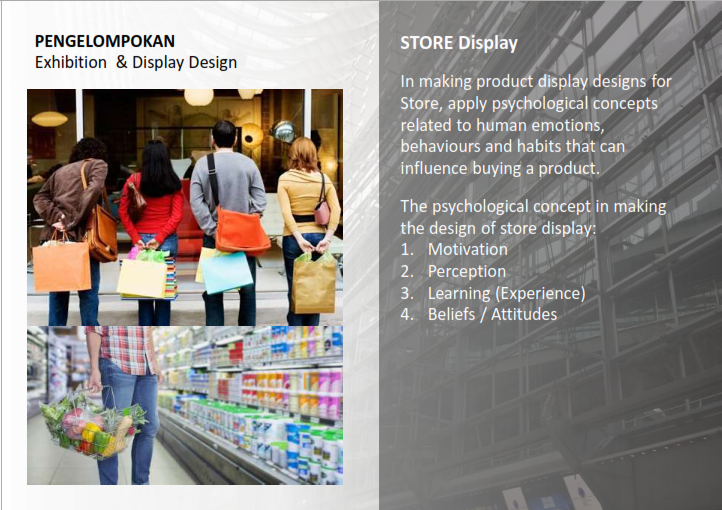 PENGELOMPOKAN
Exhibition & Display Design
STORE Display
In making product display designs for
Store, apply psychological concepts
related to human emotions,
behaviours and habits that can
influence buying a product.
The psychological concept in making
the design of store display:
1. Motivation
2. Perception
3. Learning (Experience)
4. Beliefs / Attitudes